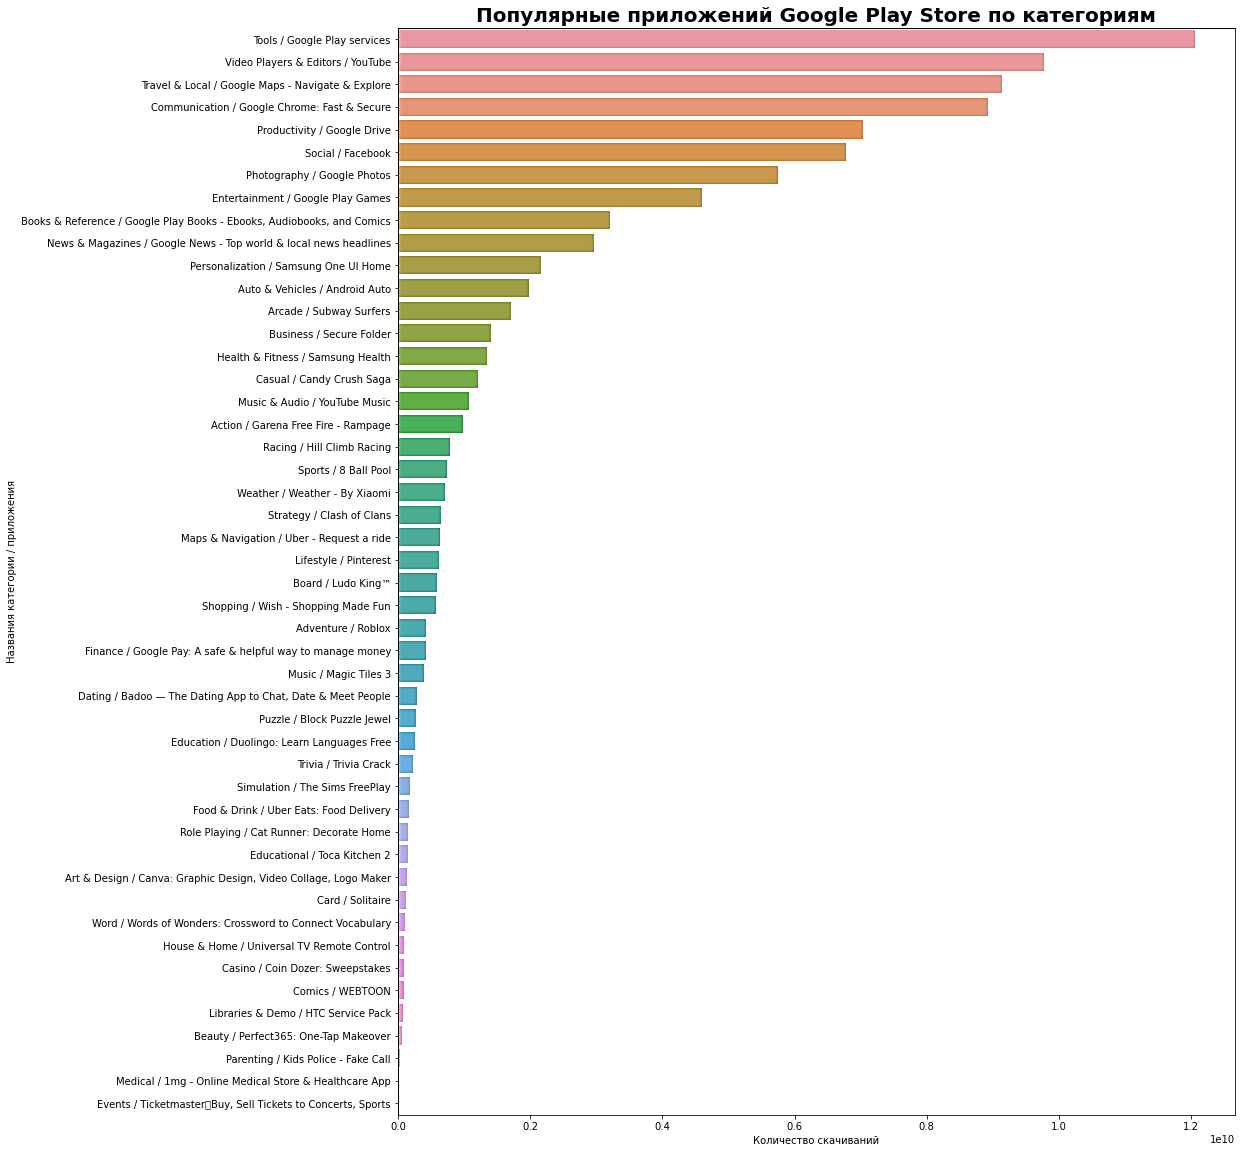 Популярные приложений Google Play Store по категориям
Названия категории / приложения
Tools / Google Play services
Video Players & Editors / YouTube
Travel & Local / Google Maps - Navigate & Explore
Communication / Google Chrome: Fast & Secure
Productivity / Google Drive
Social / Facebook
Photography / Google Photos
Entertainment / Google Play Games
Books & Reference / Google Play Books - Ebooks, Audiobooks, and Comics
News & Magazines / Google News - Top world & local news headlines
Personalization / Samsung One UI Home
Auto & Vehicles / Android Auto
Arcade / Subway Surfers
Business / Secure Folder
Health & Fitness / Samsung Health
Casual / Candy Crush Saga
Music & Audio / YouTube Music
Action / Garena Free Fire - Rampage
Racing / Hill Climb Racing
Sports / 8 Ball Pool
Weather / Weather - By Xiaomi
Strategy / Clash of Clans
Maps & Navigation / Uber - Request a ride
Lifestyle / Pinterest
Board / Ludo King™
Shopping / Wish - Shopping Made Fun
Adventure / Roblox
Finance / Google Pay: A safe & helpful way to manage money
Music / Magic Tiles 3
Dating / Badoo — The Dating App to Chat, Date & Meet People
Puzzle / Block Puzzle Jewel
Education / Duolingo: Learn Languages Free
Trivia / Trivia Crack
Simulation / The Sims FreePlay
Food & Drink / Uber Eats: Food Delivery
Role Playing / Cat Runner: Decorate Home
Educational / Toca Kitchen 2
Art & Design / Canva: Graphic Design, Video Collage, Logo Maker
Card / Solitaire
Word / Words of Wonders: Crossword to Connect Vocabulary
House & Home / Universal TV Remote Control
Casino / Coin Dozer: Sweepstakes
Comics / WEBTOON
Libraries & Demo / HTC Service Pack
Beauty / Perfect365: One-Tap Makeover
Parenting / Kids Police - Fake Call
Medical / 1mg - Online Medical Store & Healthcare App
Events / Ticketmaster▯Buy, Sell Tickets to Concerts, Sports
0.0 0.2 0.4 0.6 0.8 1.0 1.2
1e10
Количество скачиваний